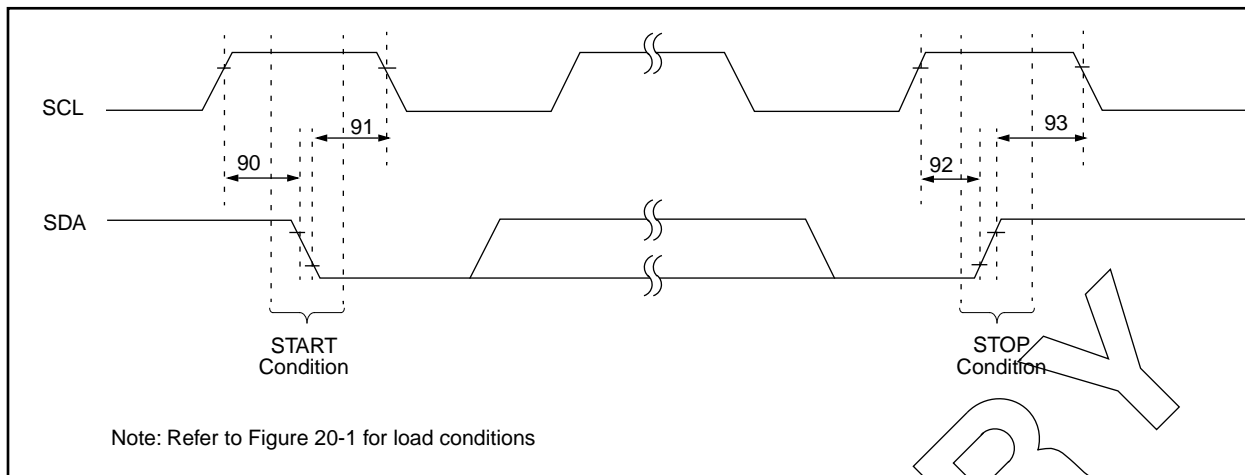 SCL
91
93
90
92
SDA
START
Condition
STOP
Condition
Note: Refer to Figure 20-1 for load conditions
R Y